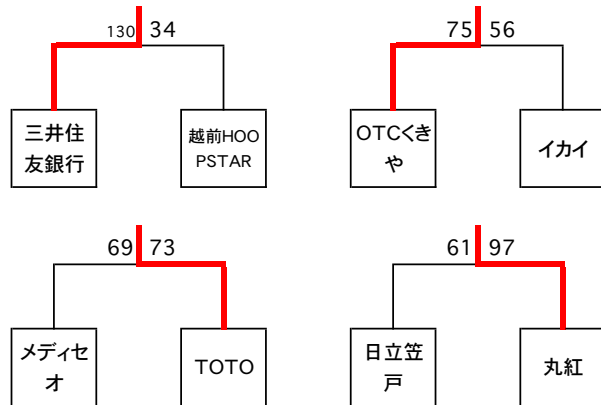 130 34
75 56
三井住
友銀行
越前HOO
PSTAR
OTCくき
や
イカイ
69 73
61 97
メディセ
オ
TOTO
日立笠
戸
丸紅